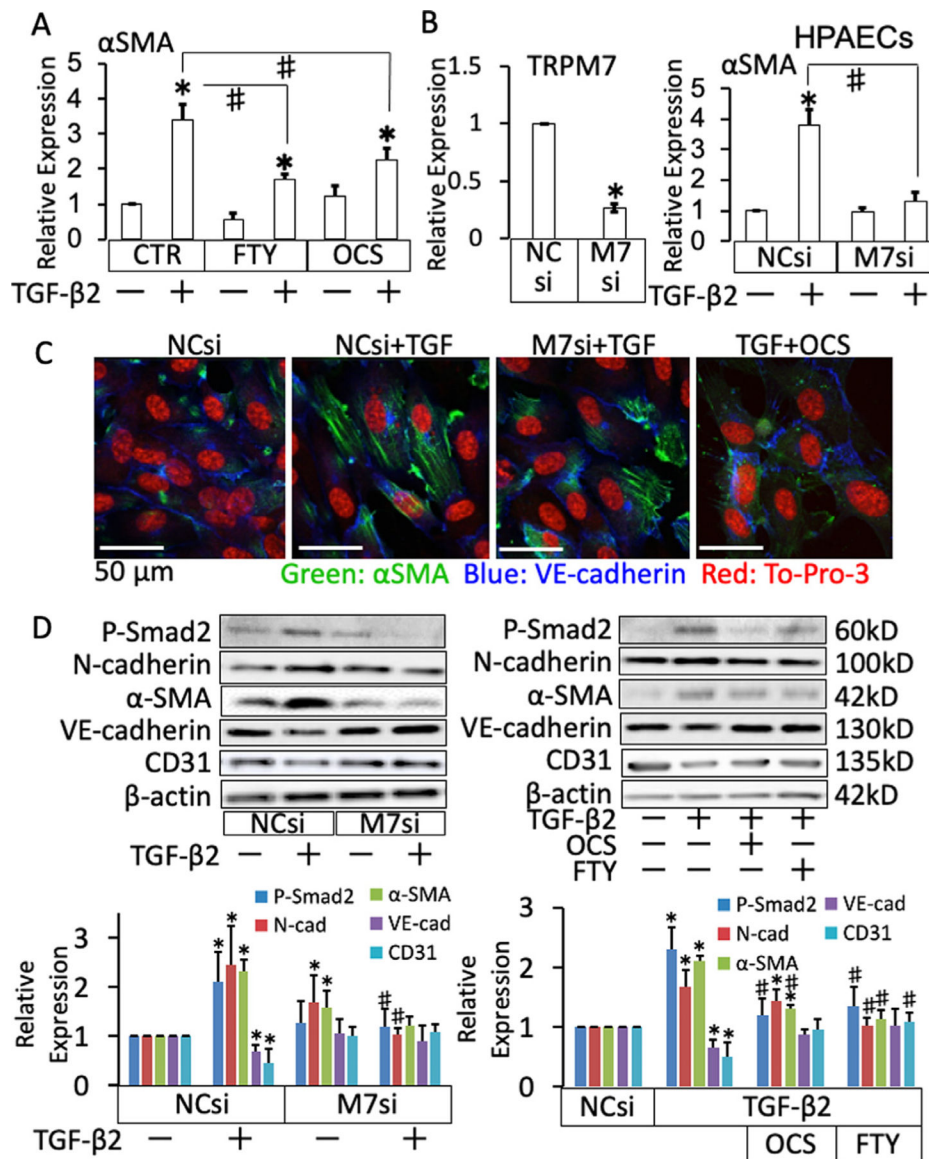 A
αSMA
Relative Expression
5
4
3
2
1
0
*
#
#
*
*
CTR FTY OCS
TGF-β2 — + — + — +
B
TRPM7
Relative Expression
1.5
1
0.5
0
*
NC si
M7 si
HPAECs
αSMA
Relative Expression
5
4
3
2
1
0
*
#
NCsi M7si
TGF-β2 — + — +
C
NCsi NCsi+TGF M7si+TGF TGF+OCS
50 μm
Green: αSMA Blue: VE-cadherin Red: To-Pro-3
D
P-Smad2
N-cadherin
α-SMA
VE-cadherin
CD31
β-actin
NCsi M7si
TGF-β2 — + — +
P-Smad2 60kD
N-cadherin 100kD
α-SMA 42kD
VE-cadherin 130kD
CD31 135kD
β-actin 42kD
TGF-β2 — + + +
OCS +
FTY +
Relative Expression
3
2
1
0
P-Smad2 α-SMA
N-cad VE-cad
CD31
* * * * *
* *
# #
NCsi M7si
TGF-β2 — + — +
Relative Expression
3
2
1
0
P-Smad2 VE-cad
N-cad CD31
α-SMA
* * * * *
# * # *
# # # #
NCsi TGF-β2
OCS FTY